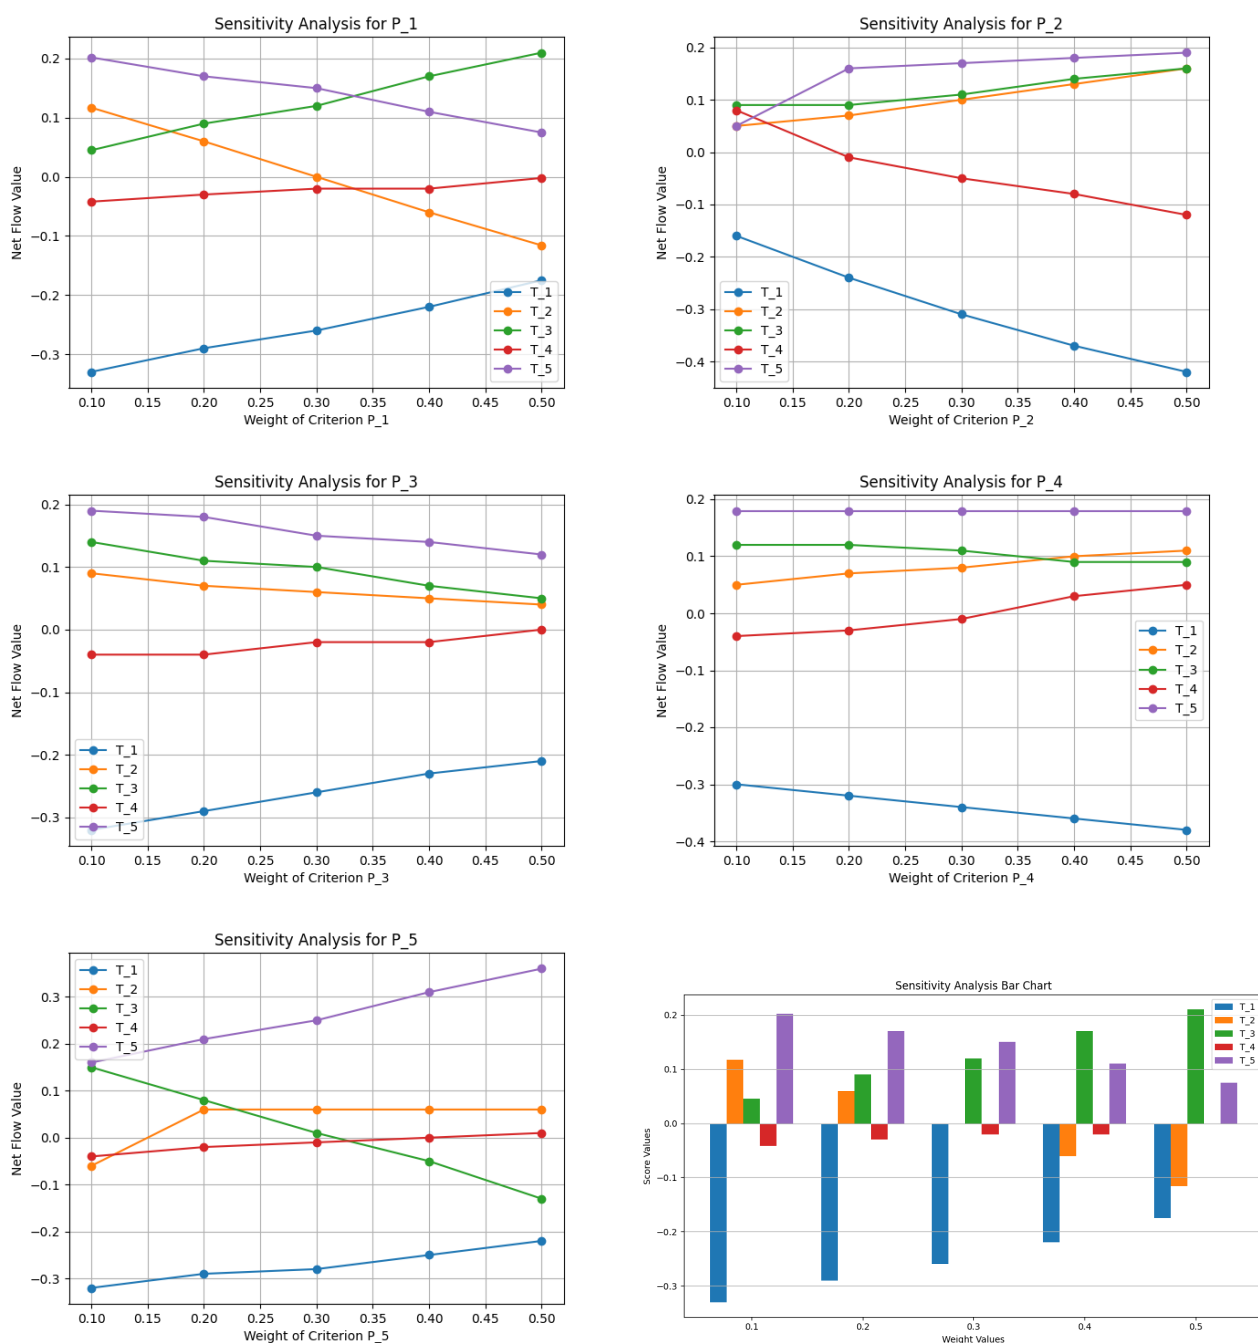 Sensitivity Analysis for P_1
Net Flow Value
0.2
0.1
0.0
−0.1
−0.2
−0.3
T_1
T_2
T_3
T_4
T_5
0.10 0.15 0.20 0.25 0.30 0.35 0.40 0.45 0.50
Weight of Criterion P_1
Sensitivity Analysis for P_2
Net Flow Value
0.2
0.1
0.0
−0.1
−0.2
−0.3
−0.4
T_1
T_2
T_3
T_4
T_5
0.10 0.15 0.20 0.25 0.30 0.35 0.40 0.45 0.50
Weight of Criterion P_2
Sensitivity Analysis for P_3
Net Flow Value
0.2
0.1
0.0
−0.1
−0.2
−0.3
T_1
T_2
T_3
T_4
T_5
0.10 0.15 0.20 0.25 0.30 0.35 0.40 0.45 0.50
Weight of Criterion P_3
Sensitivity Analysis for P_4
Net Flow Value
0.2
0.1
0.0
−0.1
−0.2
−0.3
−0.4
T_1
T_2
T_3
T_4
T_5
0.10 0.15 0.20 0.25 0.30 0.35 0.40 0.45 0.50
Weight of Criterion P_4
Sensitivity Analysis for P_5
Net Flow Value
0.3
0.2
0.1
0.0
−0.1
−0.2
−0.3
T_1
T_2
T_3
T_4
T_5
0.10 0.15 0.20 0.25 0.30 0.35 0.40 0.45 0.50
Weight of Criterion P_5
Sensitivity Analysis Bar Chart
Score Values
0.2
0.1
0.0
−0.1
−0.2
−0.3
T_1
T_2
T_3
T_4
T_5
0.1 0.2 0.3 0.4 0.5
Weight Values